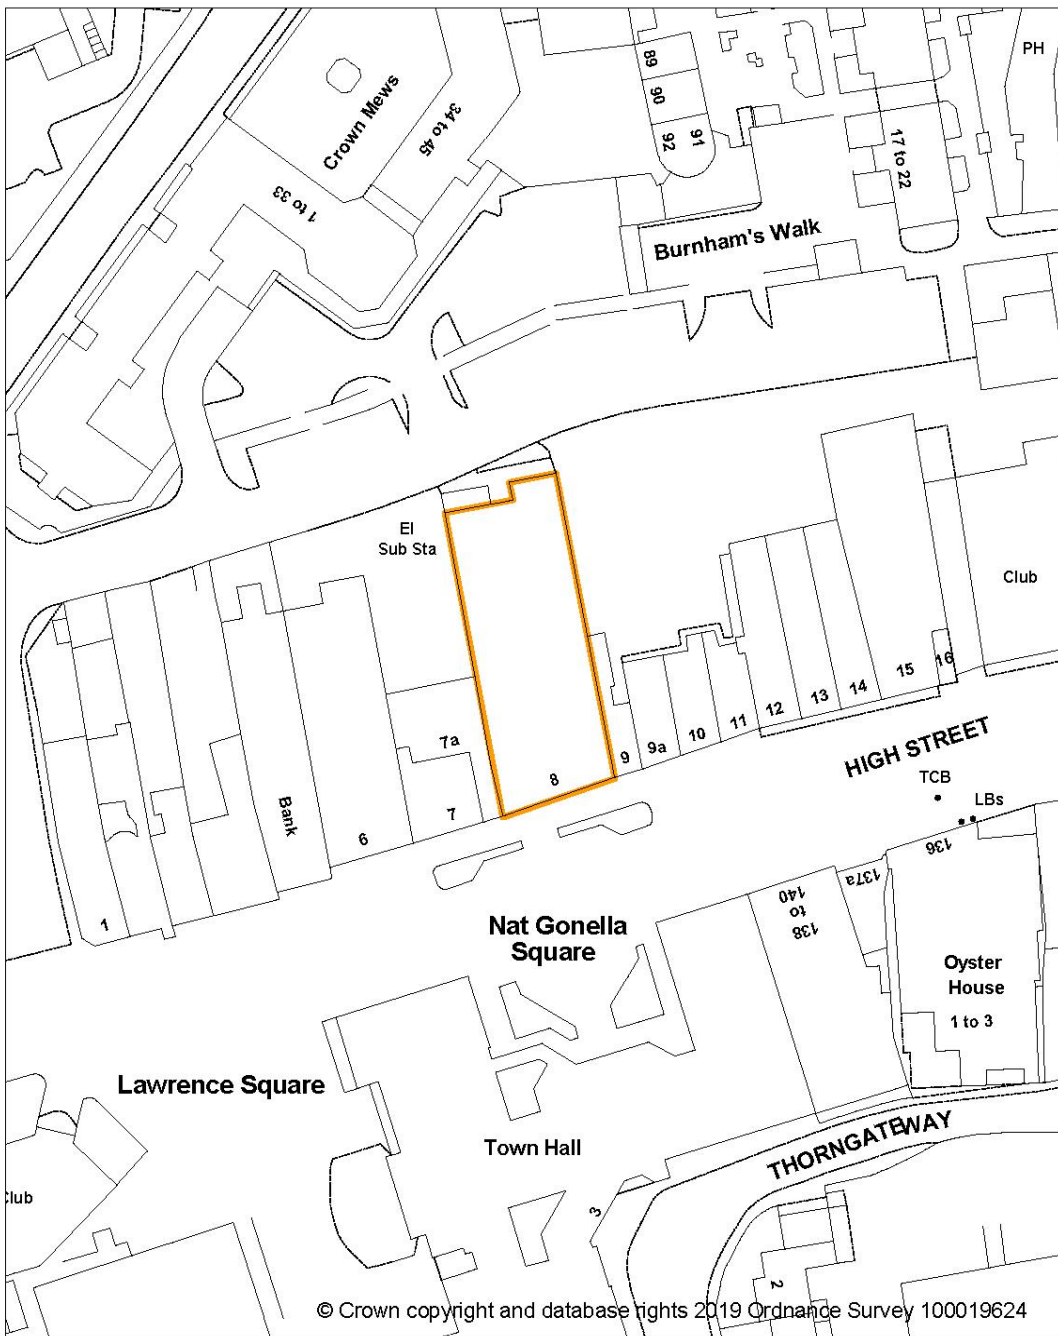 PH
89
90
92
91
Crown Mews
34 to 45
1 to 33
17 to 22
Burnham's Walk
El
Sub Sta
Club
7a
8
7
6
Bank
1
9
9a
10
11
12
13
14
15
16
HIGH STREET
TCB
LBs
136
137a
138
to
140
Nat Gonella
Square
Oyster
House
1 to 3
Lawrence Square
Town Hall
THORNGATE WAY
Club
3
2
© Crown copyright and database rights 2019 Ordnance Survey 100019624